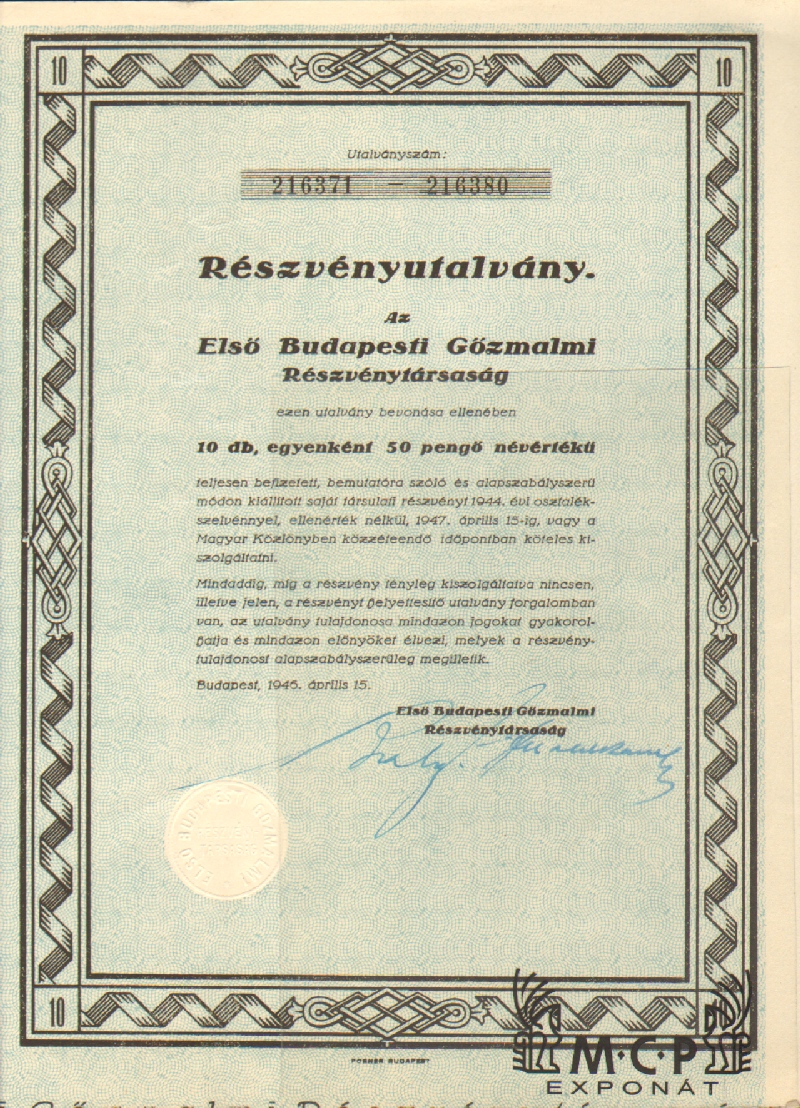 10
10
Utalványszám:
216371 — 216380
Részvényutalvány.
Az
Első Budapesti Gőzmalmi
Részvénytársaság
ezen utalvány bevonása ellenében
10 db, egyenként 50 pengő névértékű
teljesen befizetett, bemutatóra szóló és alapszabályszerű
módon kiállított saját társulati részvényt 1944. évi osztalék-
szelvénnyel, ellenérték nélkül, 1947. április 15-ig, vagy a
Magyar Közlönyben közzéteendő időpontban köteles ki-
szolgáltatni.
Mindaddig, míg a részvény tényleg kiszolgáltatva nincsen,
illetve jelen, a részvényt helyettesítő utalvány forgalomban
van, az utalvány tulajdonosa mindazon jogokat gyakorol-
hatja és mindazon előnyöket élvezi, melyek a részvény-
tulajdonost alapszabályszerűleg megilletik.
Budapest, 1946. április 15.
Első Budapesti Gőzmalmi
Részvénytársaság
ELSŐ BUDAPESTI GŐZMALMI
10
10
POSNER BUDAPEST
M·C·P
EXPONÁT